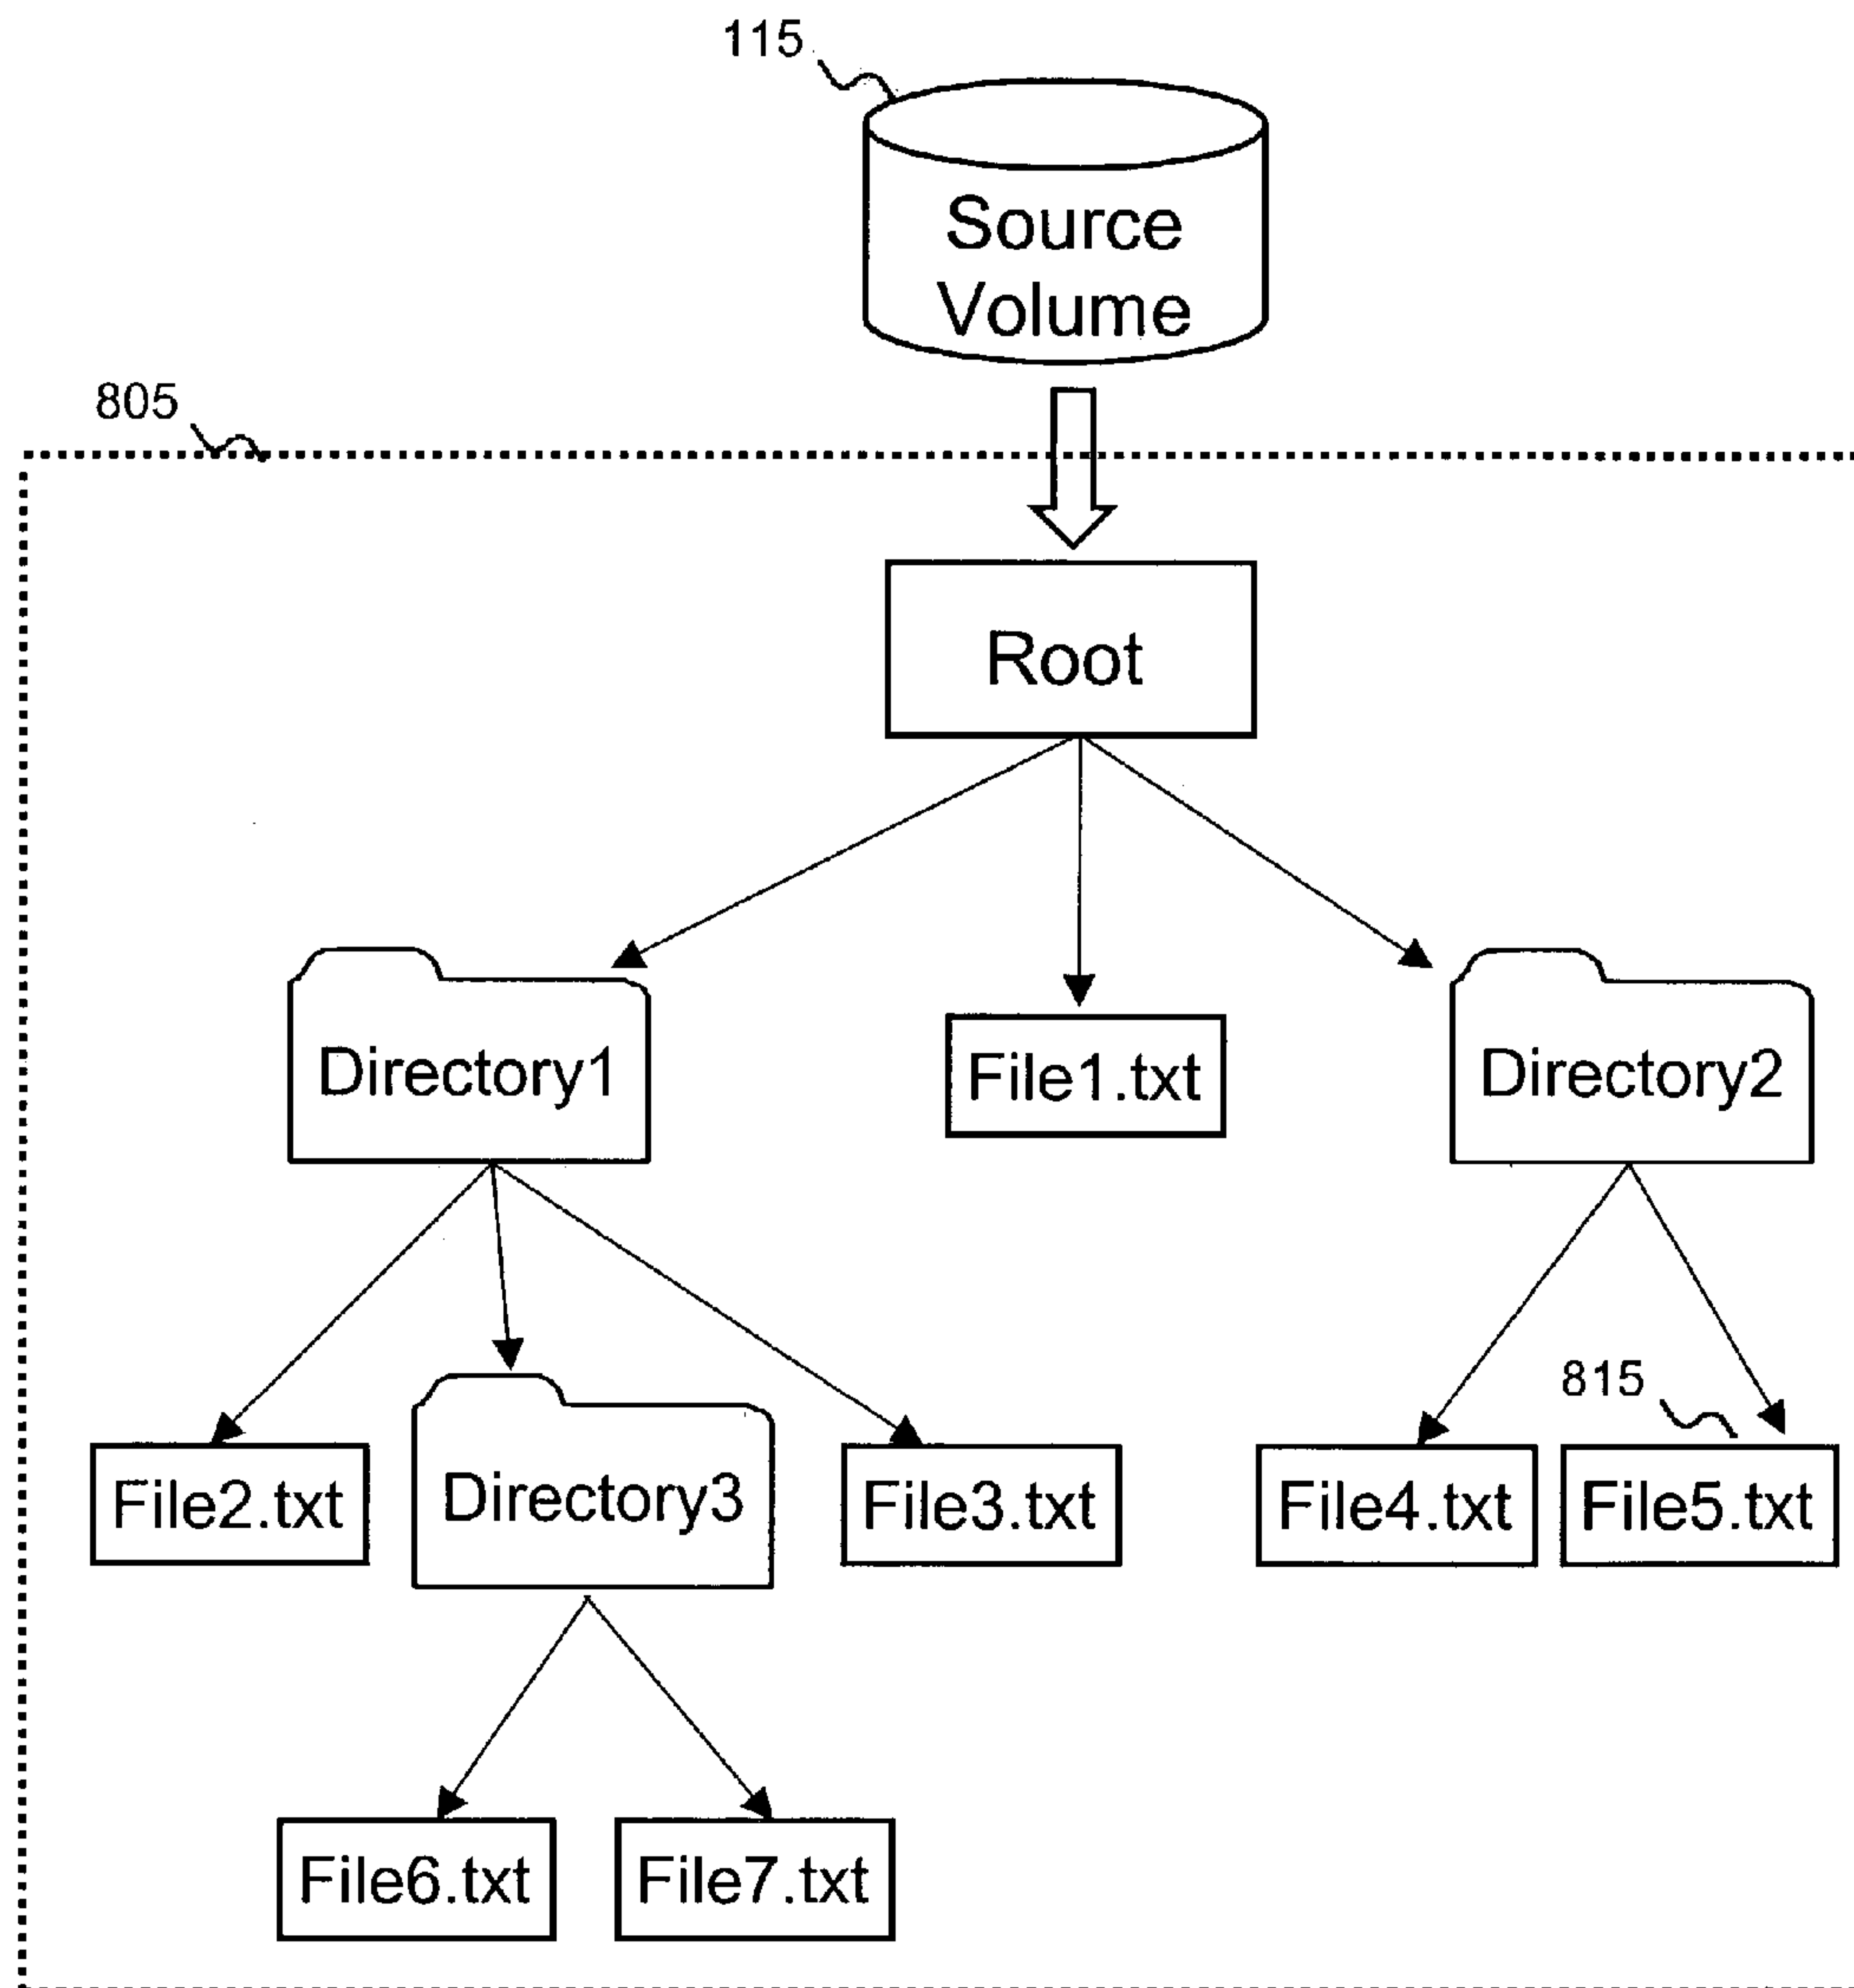 115
Source
Volume
805
Root
Directory1
File1.txt
Directory2
815
File2.txt
Directory3
File3.txt
File4.txt
File5.txt
File6.txt
File7.txt